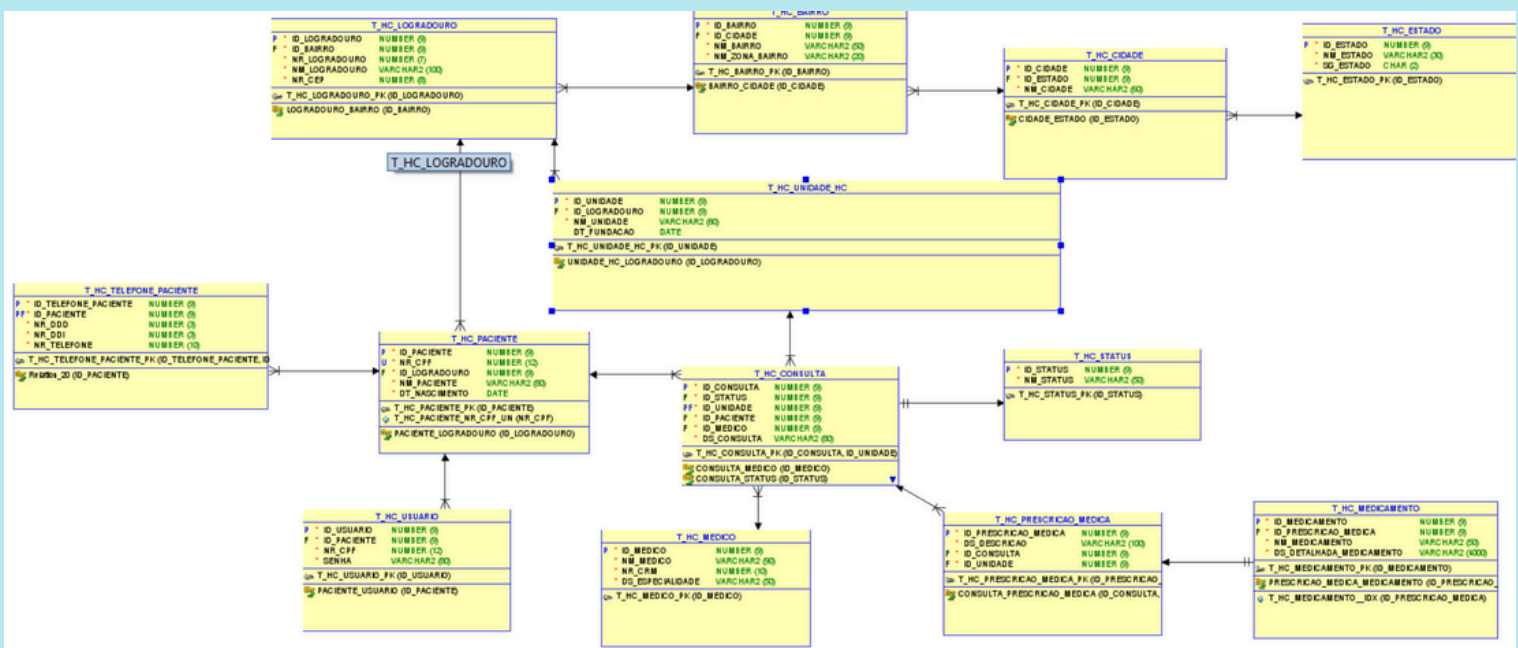 T_HC_LOGRADOURO
P * ID_LOGRADOURO NUMBER (9)
F * ID_BAIRRO NUMBER (9)
* NR_LOGRADOURO NUMBER (7)
* NM_LOGRADOURO VARCHAR2 (100)
* NR_CEP NUMBER (8)
T_HC_LOGRADOURO_PK (ID_LOGRADOURO)
LOGRADOURO_BAIRRO (ID_BAIRRO)
T_HC_BAIRRO
P * ID_BAIRRO NUMBER (9)
F * ID_CIDADE NUMBER (9)
* NM_BAIRRO VARCHAR2 (50)
* NM_ZONA_BAIRRO VARCHAR2 (20)
T_HC_BAIRRO_PK (ID_BAIRRO)
BAIRRO_CIDADE (ID_CIDADE)
T_HC_CIDADE
P * ID_CIDADE NUMBER (9)
F * ID_ESTADO NUMBER (9)
* NM_CIDADE VARCHAR2 (60)
T_HC_CIDADE_PK (ID_CIDADE)
CIDADE_ESTADO (ID_ESTADO)
T_HC_ESTADO
P * ID_ESTADO NUMBER (9)
* NM_ESTADO VARCHAR2 (30)
* SG_ESTADO CHAR (2)
T_HC_ESTADO_PK (ID_ESTADO)
T_HC_LOGRADOURO
T_HC_UNIDADE_HC
P * ID_UNIDADE NUMBER (9)
F * ID_LOGRADOURO NUMBER (9)
* NM_UNIDADE VARCHAR2 (80)
DT_FUNDACAO DATE
T_HC_UNIDADE_HC_PK (ID_UNIDADE)
UNIDADE_HC_LOGRADOURO (ID_LOGRADOURO)
T_HC_TELEFONE_PACIENTE
P * ID_TELEFONE_PACIENTE NUMBER (9)
PF * ID_PACIENTE NUMBER (9)
* NR_DDD NUMBER (3)
* NR_DDI NUMBER (3)
* NR_TELEFONE NUMBER (10)
T_HC_TELEFONE_PACIENTE_PK (ID_TELEFONE_PACIENTE, ID
Relation_20 (ID_PACIENTE)
T_HC_PACIENTE
P * ID_PACIENTE NUMBER (9)
U * NR_CPF NUMBER (12)
F * ID_LOGRADOURO NUMBER (9)
* NM_PACIENTE VARCHAR2 (80)
* DT_NASCIMENTO DATE
T_HC_PACIENTE_PK (ID_PACIENTE)
T_HC_PACIENTE_NR_CPF_UN (NR_CPF)
PACIENTE_LOGRADOURO (ID_LOGRADOURO)
T_HC_CONSULTA
P * ID_CONSULTA NUMBER (9)
F * ID_STATUS NUMBER (9)
PF * ID_UNIDADE NUMBER (9)
F * ID_PACIENTE NUMBER (9)
F * ID_MEDICO NUMBER (9)
* DS_CONSULTA VARCHAR2 (80)
T_HC_CONSULTA_PK (ID_CONSULTA, ID_UNIDADE)
CONSULTA_MEDICO (ID_MEDICO)
CONSULTA_STATUS (ID_STATUS)
T_HC_STATUS
P * ID_STATUS NUMBER (9)
* NM_STATUS VARCHAR2 (50)
T_HC_STATUS_PK (ID_STATUS)
T_HC_USUARIO
P * ID_USUARIO NUMBER (9)
F * ID_PACIENTE NUMBER (9)
* NR_CPF NUMBER (12)
* SENHA VARCHAR2 (80)
T_HC_USUARIO_PK (ID_USUARIO)
PACIENTE_USUARIO (ID_PACIENTE)
T_HC_MEDICO
P * ID_MEDICO NUMBER (9)
* NM_MEDICO VARCHAR2 (90)
* NR_CRM NUMBER (10)
* DS_ESPECIALIDADE VARCHAR2 (50)
T_HC_MEDICO_PK (ID_MEDICO)
T_HC_PRESCRICAO_MEDICA
P * ID_PRESCRICAO_MEDICA NUMBER (9)
* DS_DESCRICAO VARCHAR2 (100)
F * ID_CONSULTA NUMBER (9)
F * ID_UNIDADE NUMBER (9)
T_HC_PRESCRICAO_MEDICA_PK (ID_PRESCRICAO_
CONSULTA_PRESCRICAO_MEDICA (ID_CONSULTA,
T_HC_MEDICAMENTO
P * ID_MEDICAMENTO NUMBER (9)
F * ID_PRESCRICAO_MEDICA NUMBER (9)
* NM_MEDICAMENTO VARCHAR2 (50)
* DS_DETALHADA_MEDICAMENTO VARCHAR2 (4000)
T_HC_MEDICAMENTO_PK (ID_MEDICAMENTO)
PRESCRICAO_MEDICA_MEDICAMENTO (ID_PRESCRICAO_
T_HC_MEDICAMENTO__IDX (ID_PRESCRICAO_MEDICA)